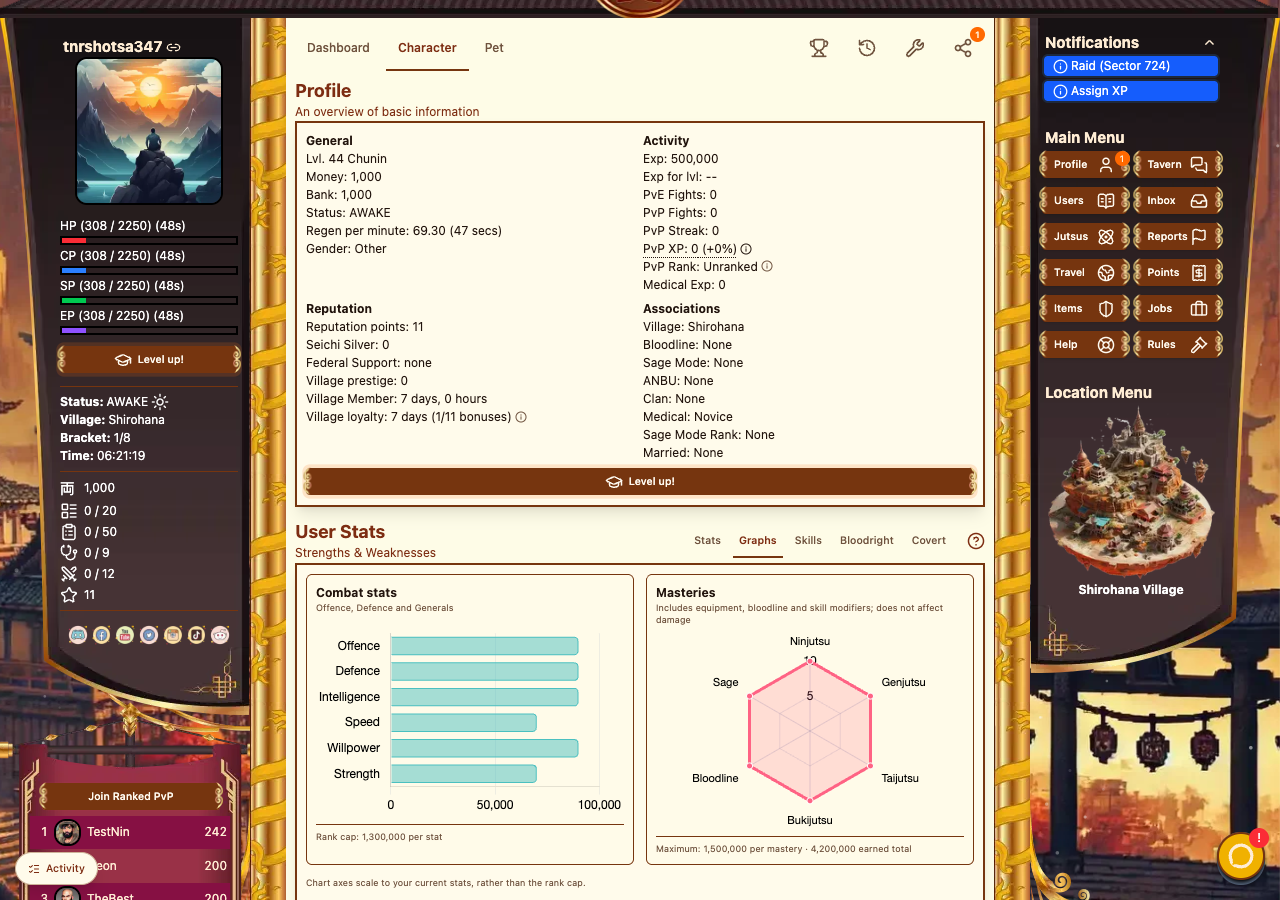 tnrshotsa347
HP (308 / 2250) (48s)
CP (308 / 2250) (48s)
SP (308 / 2250) (48s)
EP (308 / 2250) (48s)
Level up!
Status: AWAKE
Village: Shirohana
Bracket: 1/8
Time: 06:21:19
1,000
0 / 20
0 / 50
0 / 9
0 / 12
11
Join Ranked PvP
1 TestNin 242
eon 200
3 TheBest 200
Activity
Dashboard Character Pet
1
Profile
An overview of basic information
General
Lvl. 44 Chunin
Money: 1,000
Bank: 1,000
Status: AWAKE
Regen per minute: 69.30 (47 secs)
Gender: Other
Activity
Exp: 500,000
Exp for lvl: --
PvE Fights: 0
PvP Fights: 0
PvP Streak: 0
PvP XP: 0 (+0%)
PvP Rank: Unranked
Medical Exp: 0
Reputation
Reputation points: 11
Seichi Silver: 0
Federal Support: none
Village prestige: 0
Village Member: 7 days, 0 hours
Village loyalty: 7 days (1/11 bonuses)
Associations
Village: Shirohana
Bloodline: None
Sage Mode: None
ANBU: None
Clan: None
Medical: Novice
Sage Mode Rank: None
Married: None
Level up!
User Stats
Strengths & Weaknesses
Stats Graphs Skills Bloodright Covert
Combat stats
Offence, Defence and Generals
Offence
Defence
Intelligence
Speed
Willpower
Strength
0 50,000 100,000
Rank cap: 1,300,000 per stat
Masteries
Includes equipment, bloodline and skill modifiers; does not affect
damage
Ninjutsu
10
Sage
Genjutsu
5
Bloodline
Taijutsu
Bukijutsu
Maximum: 1,500,000 per mastery · 4,200,000 earned total
Chart axes scale to your current stats, rather than the rank cap.
Notifications
Raid (Sector 724)
Assign XP
Main Menu
Profile 1 Tavern
Users Inbox
Jutsus Reports
Travel Points
Items Jobs
Help Rules
Location Menu
Shirohana Village
!